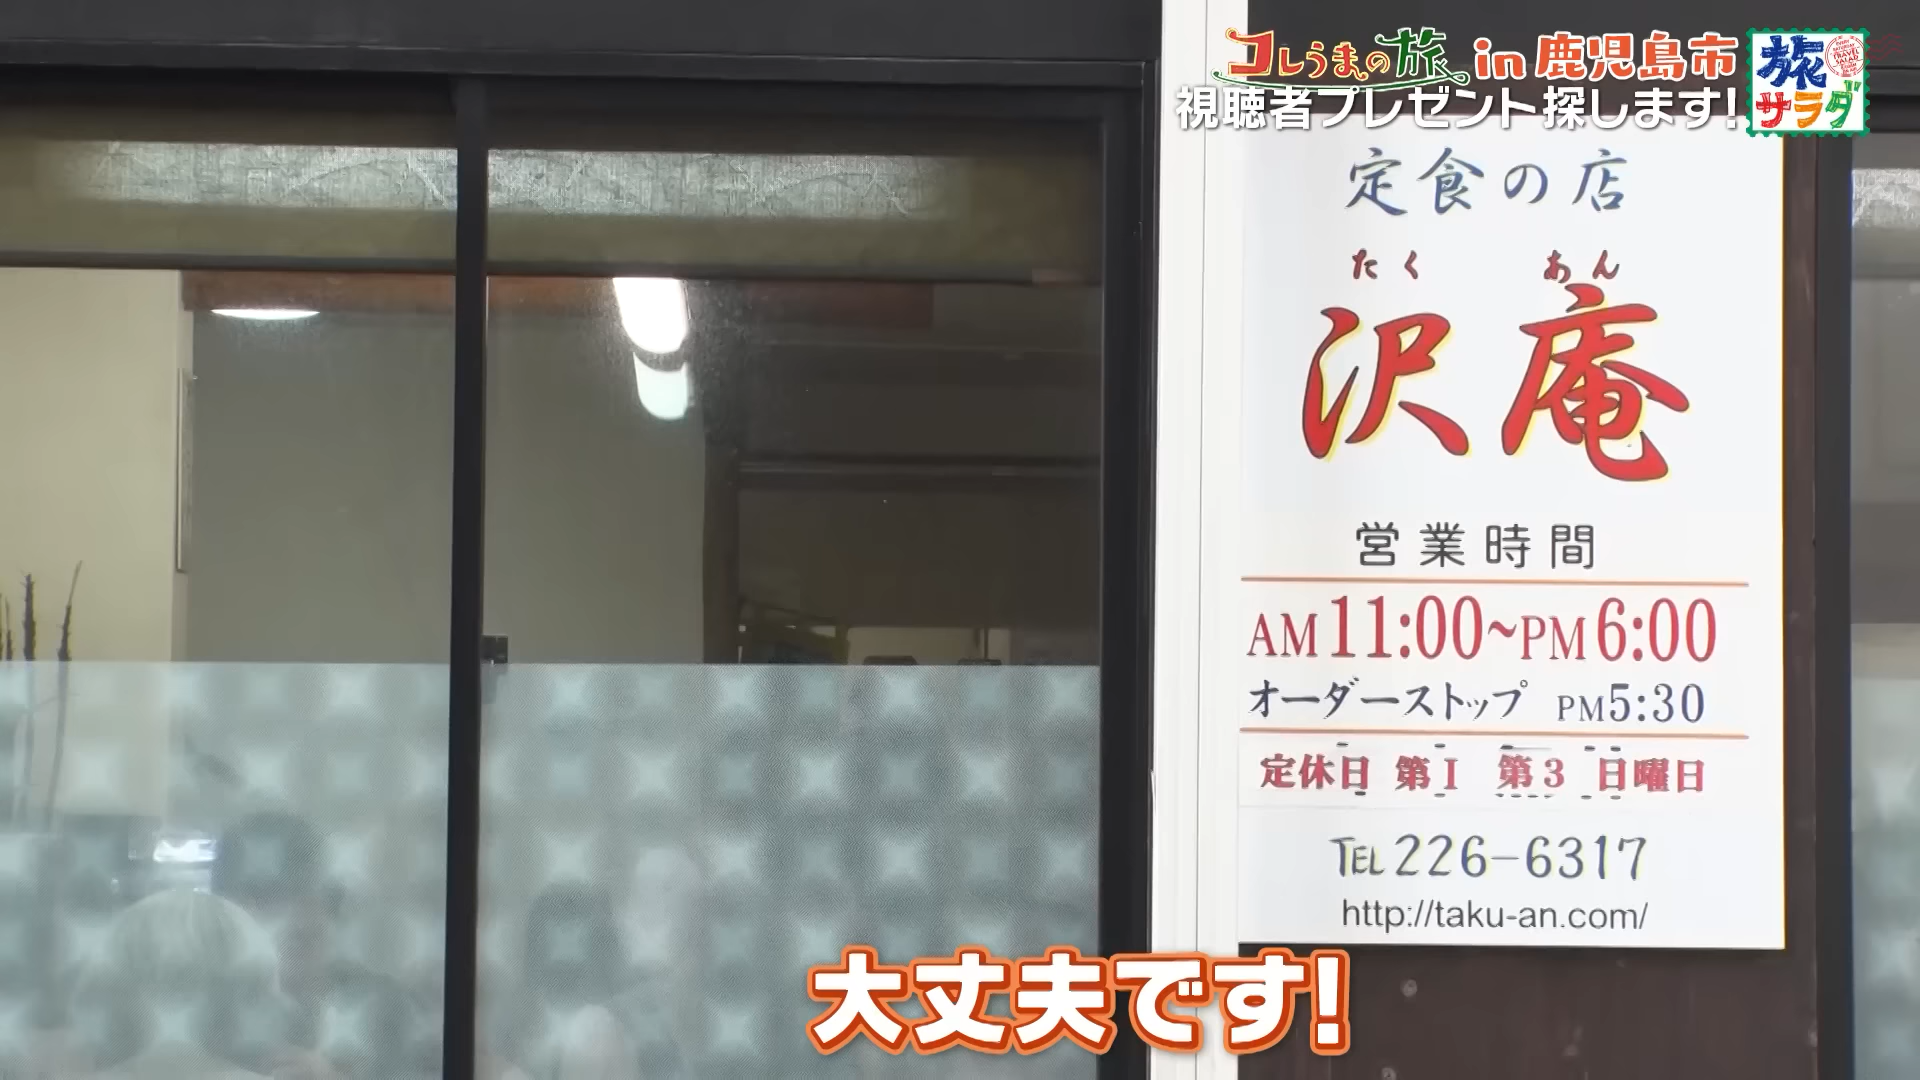 コレうまの旅 in 鹿児島市
視聴者プレゼント探します!
旅サラダ
定食の店
たくあん
沢庵
営業時間
AM11:00~PM6:00
オーダーストップ PM5:30
定休日 第1 第3 日曜日
TEL 226-6317
http://taku-an.com/
大丈夫です!